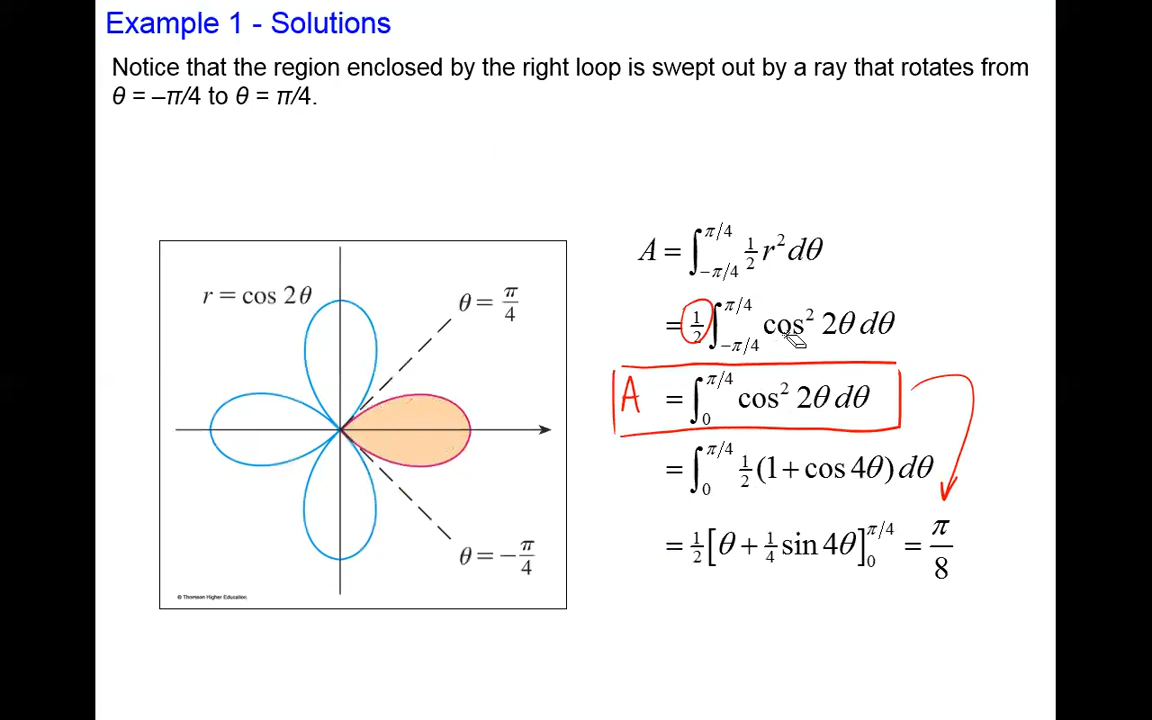 Example 1 - Solutions
Notice that the region enclosed by the right loop is swept out by a ray that rotates from
θ = –π/4 to θ = π/4.
r = cos 2θ
θ = π/4
θ = −π/4
© Thomson Higher Education
A = ∫_{−π/4}^{π/4} ½ r² dθ
= ½ ∫_{−π/4}^{π/4} cos² 2θ dθ
A = ∫_0^{π/4} cos² 2θ dθ
= ∫_0^{π/4} ½ (1 + cos 4θ) dθ
= ½ [θ + ¼ sin 4θ]_0^{π/4} = π/8